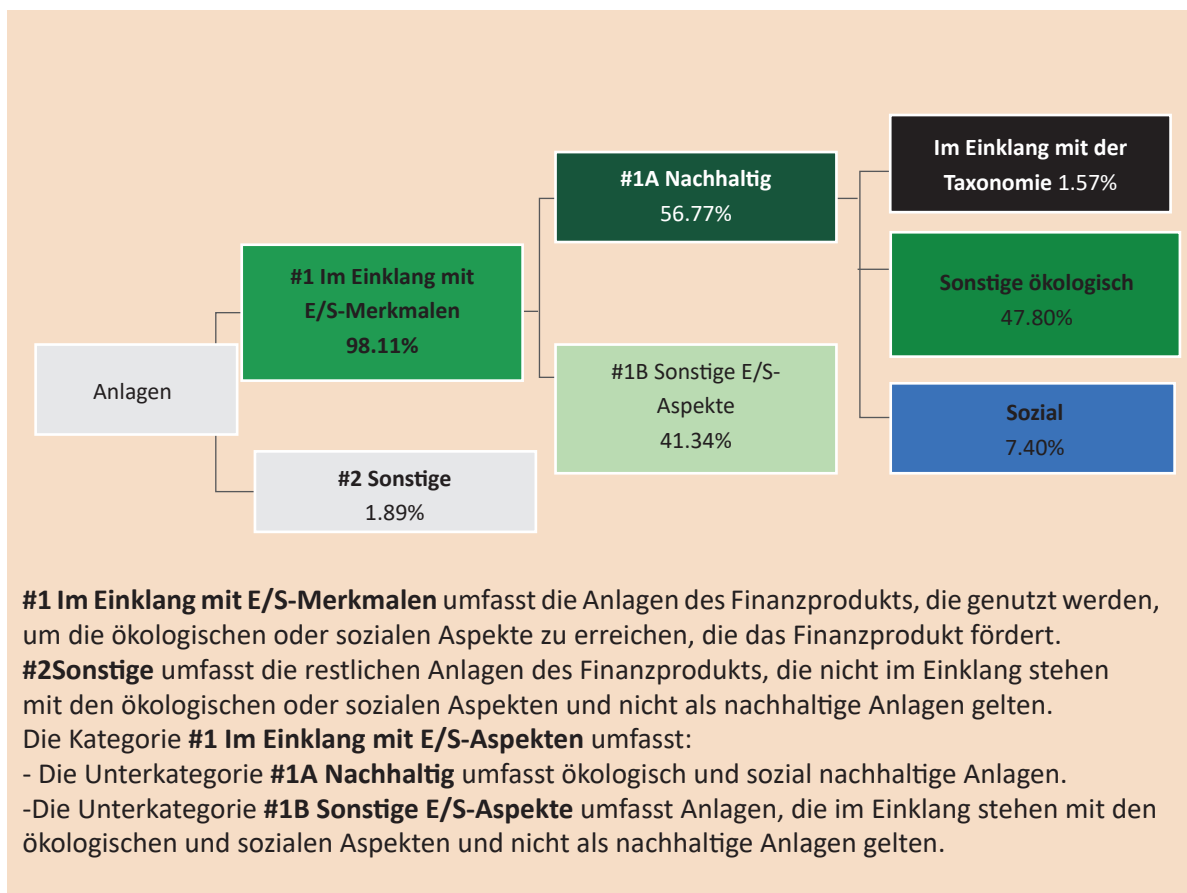 Im Einklang mit der
Taxonomie 1.57%
#1A Nachhaltig
56.77%
#1 Im Einklang mit
E/S-Merkmalen
98.11%
Sonstige ökologisch
47.80%
Anlagen
#1B Sonstige E/S-
Aspekte
41.34%
Sozial
7.40%
#2 Sonstige
1.89%
#1 Im Einklang mit E/S-Merkmalen umfasst die Anlagen des Finanzprodukts, die genutzt werden,
um die ökologischen oder sozialen Aspekte zu erreichen, die das Finanzprodukt fördert.
#2Sonstige umfasst die restlichen Anlagen des Finanzprodukts, die nicht im Einklang stehen
mit den ökologischen oder sozialen Aspekten und nicht als nachhaltige Anlagen gelten.
Die Kategorie #1 Im Einklang mit E/S-Aspekten umfasst:
- Die Unterkategorie #1A Nachhaltig umfasst ökologisch und sozial nachhaltige Anlagen.
-Die Unterkategorie #1B Sonstige E/S-Aspekte umfasst Anlagen, die im Einklang stehen mit den
ökologischen und sozialen Aspekten und nicht als nachhaltige Anlagen gelten.